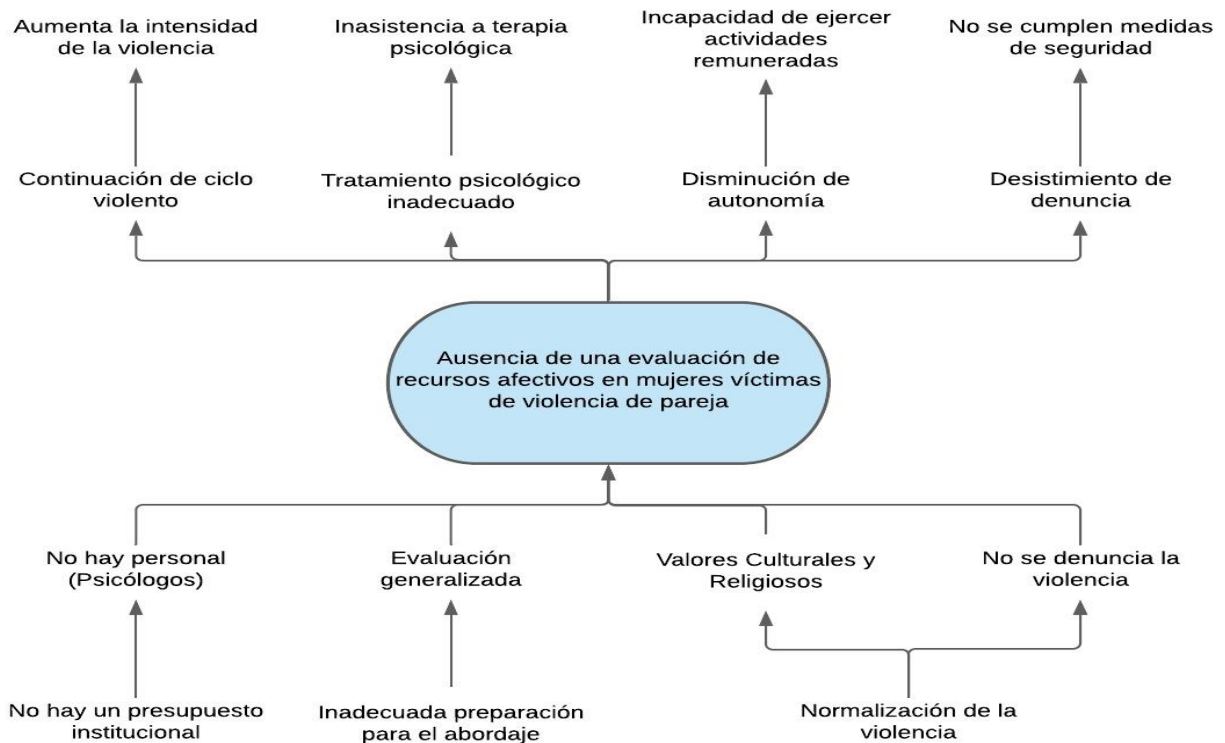 Aumenta la intensidad
de la violencia
Inasistencia a terapia
psicológica
Incapacidad de ejercer
actividades
remuneradas
No se cumplen medidas
de seguridad
Continuación de ciclo
violento
Tratamiento psicológico
inadecuado
Disminución de
autonomía
Desistimiento de
denuncia
Ausencia de una evaluación de
recursos afectivos en mujeres víctimas
de violencia de pareja
No hay personal
(Psicólogos)
Evaluación
generalizada
Valores Culturales y
Religiosos
No se denuncia la
violencia
No hay un presupuesto
institucional
Inadecuada preparación
para el abordaje
Normalización de la
violencia